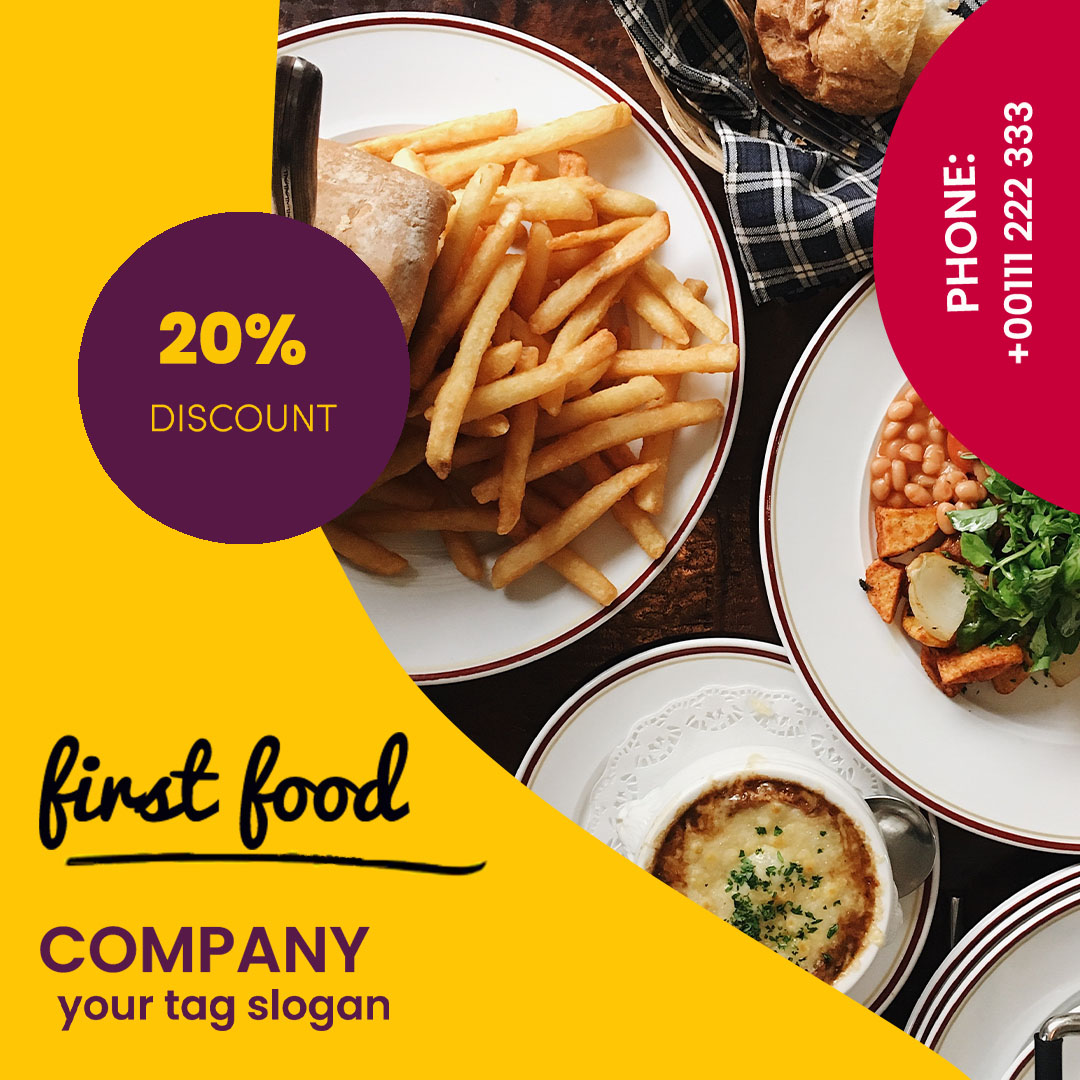 PHONE:
+00111 222 333
20%
DISCOUNT
first food
COMPANY
your tag slogan